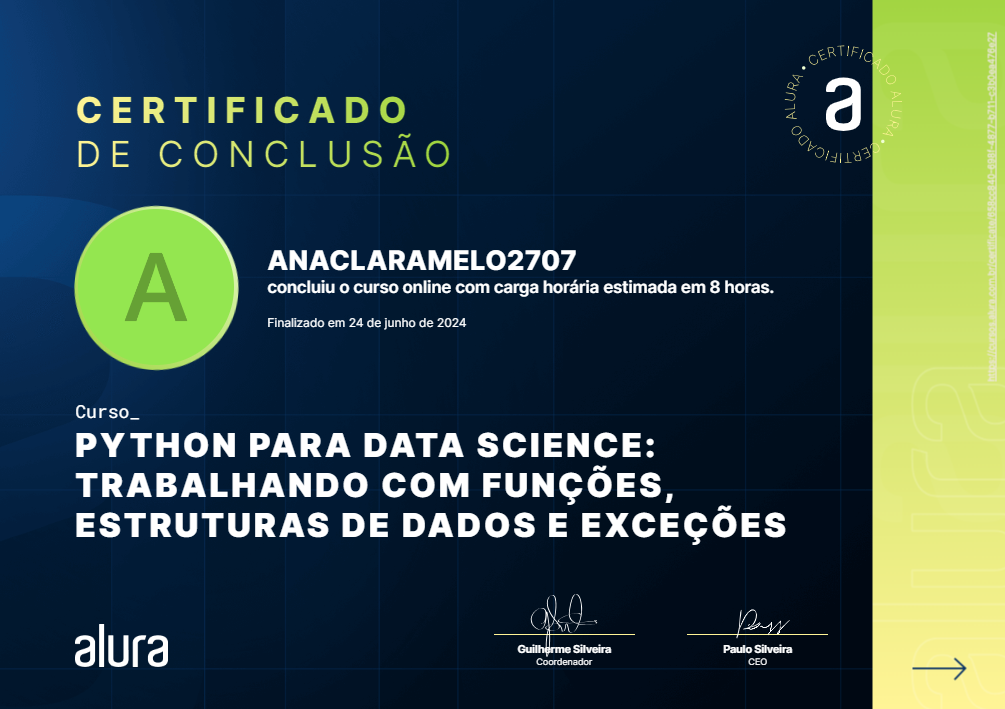 CERTIFICADO
DE CONCLUSÃO
CERTIFICADO ALURA • CERTIFICADO ALURA •
a
A
ANACLARAMELO2707
concluiu o curso online com carga horária estimada em 8 horas.
Finalizado em 24 de junho de 2024
Curso_
PYTHON PARA DATA SCIENCE:
TRABALHANDO COM FUNÇÕES,
ESTRUTURAS DE DADOS E EXCEÇÕES
alura
Guilherme Silveira
Coordenador
Paulo Silveira
CEO
alura